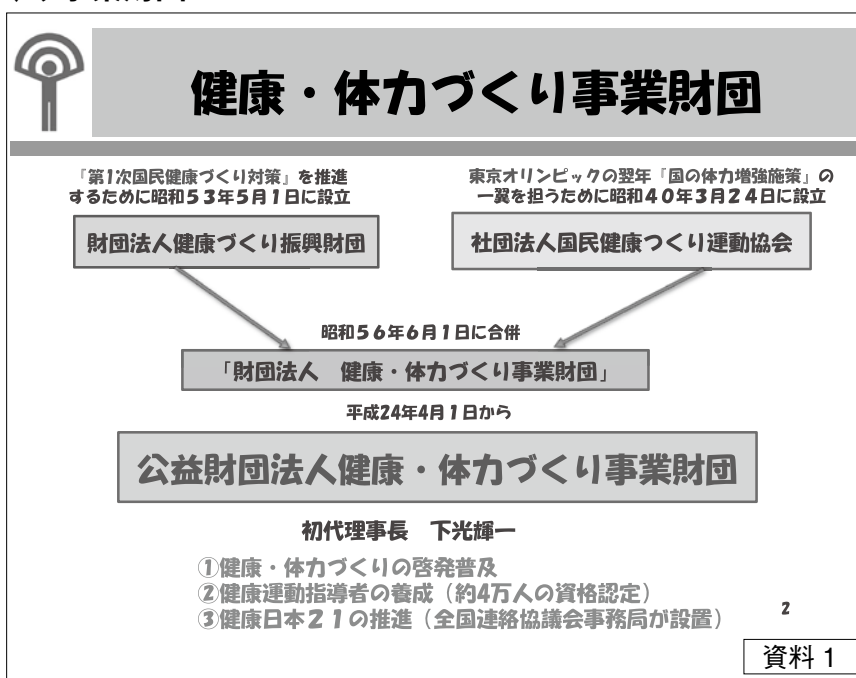 健康・体力づくり事業財団
「第1次国民健康づくり対策」を推進
するために昭和53年5月1日に設立
財団法人健康づくり振興財団
東京オリンピックの翌年「国の体力増強施策」の
一翼を担うために昭和40年3月24日に設立
社団法人国民健康つくり運動協会
昭和56年6月1日に合併
「財団法人 健康・体力づくり事業財団」
平成24年4月1日から
公益財団法人健康・体力づくり事業財団
初代理事長 下光輝一
①健康・体力づくりの啓発普及
②健康運動指導者の養成(約4万人の資格認定)
③健康日本21の推進(全国連絡協議会事務局が設置)
2
資料1